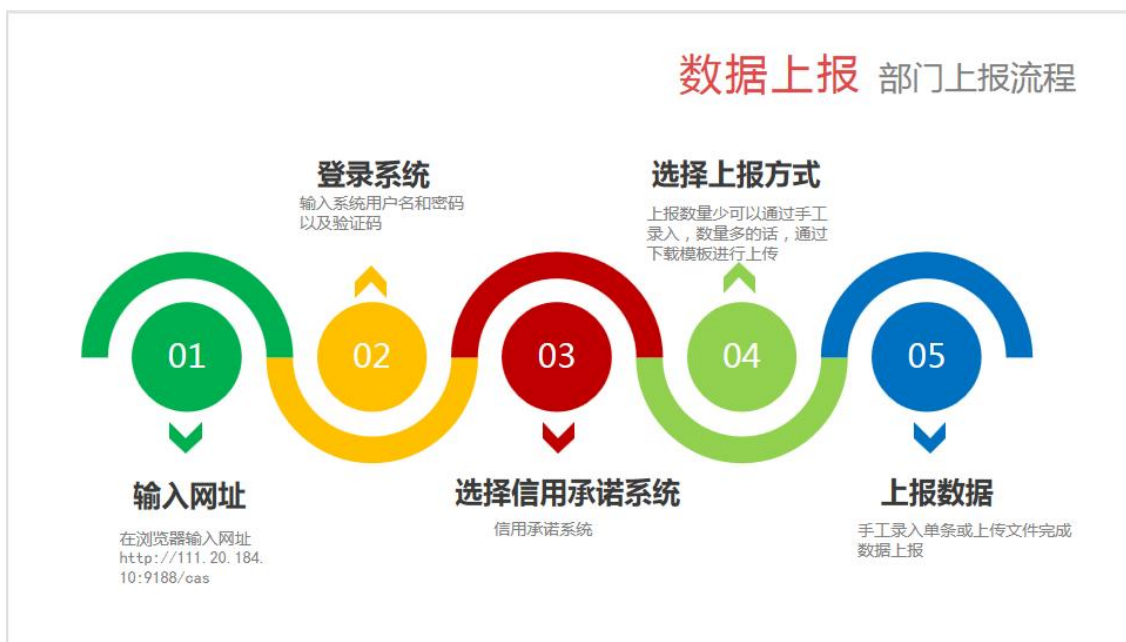 数据上报 部门上报流程
登录系统
输入系统用户名和密码
以及验证码
选择上报方式
上报数量少可以通过手工
录入，数量多的话，通过
下载模板进行上传
01
02
03
04
05
输入网址
在浏览器输入网址
http://111.20.184.
10:9188/cas
选择信用承诺系统
信用承诺系统
上报数据
手工录入单条或上传文件完成
数据上报